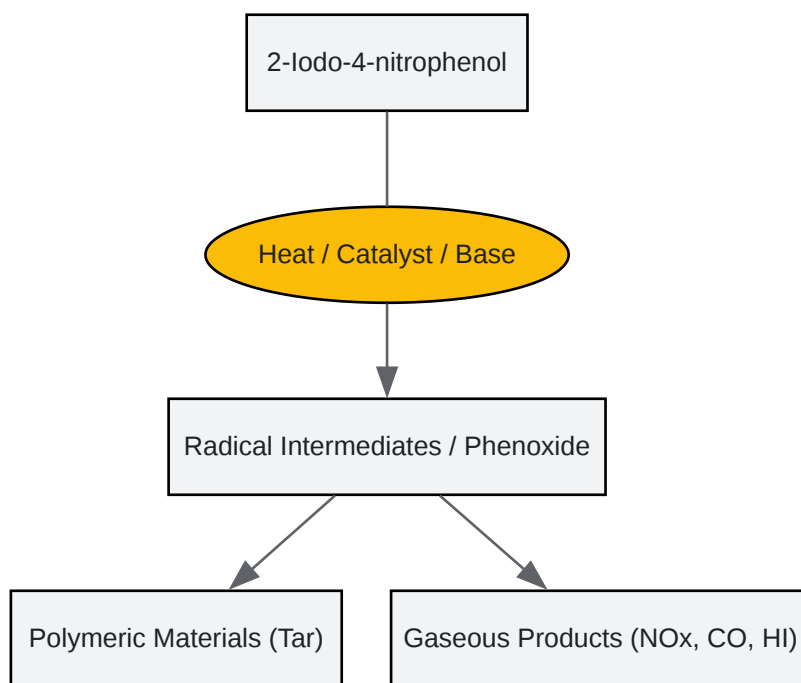 2-Iodo-4-nitrophenol
Heat / Catalyst / Base
Radical Intermediates / Phenoxide
Polymeric Materials (Tar)
Gaseous Products (NOx, CO, HI)